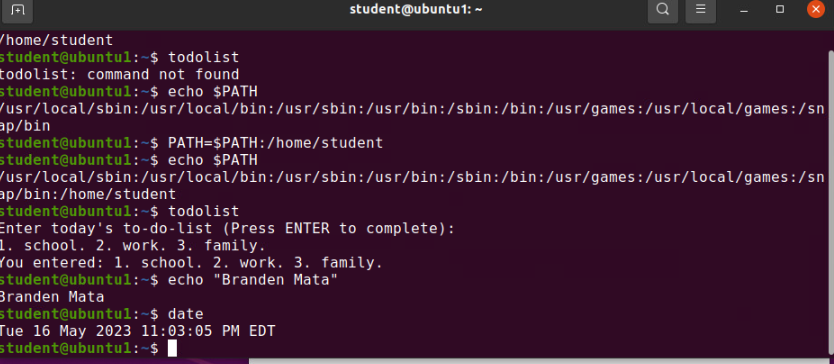 student@ubuntu1: ~
/home/student
student@ubuntu1:~$ todolist
todolist: command not found
student@ubuntu1:~$ echo $PATH
/usr/local/sbin:/usr/local/bin:/usr/sbin:/usr/bin:/sbin:/bin:/usr/games:/usr/local/games:/sn
ap/bin
student@ubuntu1:~$ PATH=$PATH:/home/student
student@ubuntu1:~$ echo $PATH
/usr/local/sbin:/usr/local/bin:/usr/sbin:/usr/bin:/sbin:/bin:/usr/games:/usr/local/games:/sn
ap/bin:/home/student
student@ubuntu1:~$ todolist
Enter today's to-do-list (Press ENTER to complete):
1. school. 2. work. 3. family.
You entered: 1. school. 2. work. 3. family.
student@ubuntu1:~$ echo "Branden Mata"
Branden Mata
student@ubuntu1:~$ date
Tue 16 May 2023 11:03:05 PM EDT
student@ubuntu1:~$